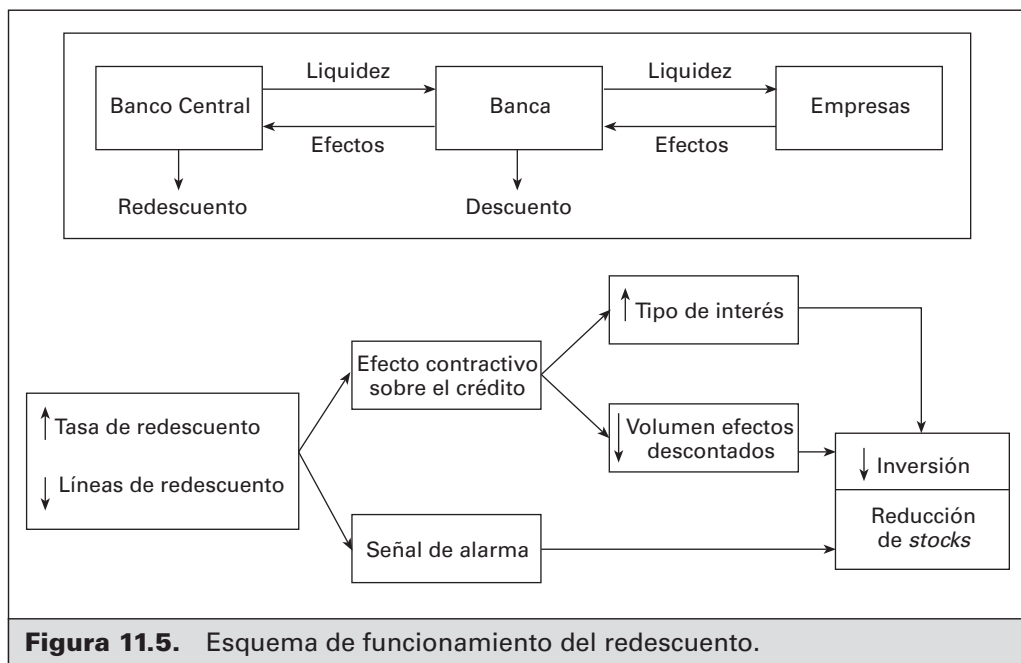 Liquidez
Liquidez
Banco Central
Banca
Empresas
Efectos
Efectos
Redescuento
Descuento
↑ Tipo de interés
Efecto contractivo
sobre el crédito
↑ Tasa de redescuento
↓ Líneas de redescuento
↓ Volumen efectos
descontados
↓ Inversión
Reducción
de stocks
Señal de alarma
Figura 11.5. Esquema de funcionamiento del redescuento.